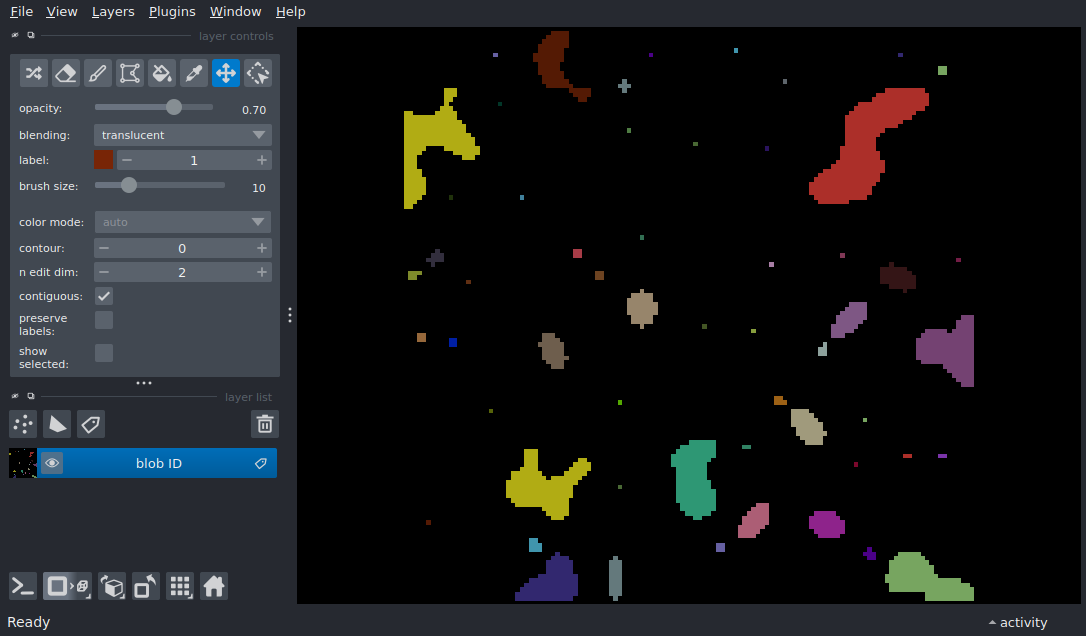 File View Layers Plugins Window Help
layer controls
opacity: 0.70
blending: translucent
label: 1
brush size: 10
color mode: auto
contour: 0
n edit dim: 2
contiguous:
preserve
labels:
show
selected:
layer list
blob ID
Ready
activity